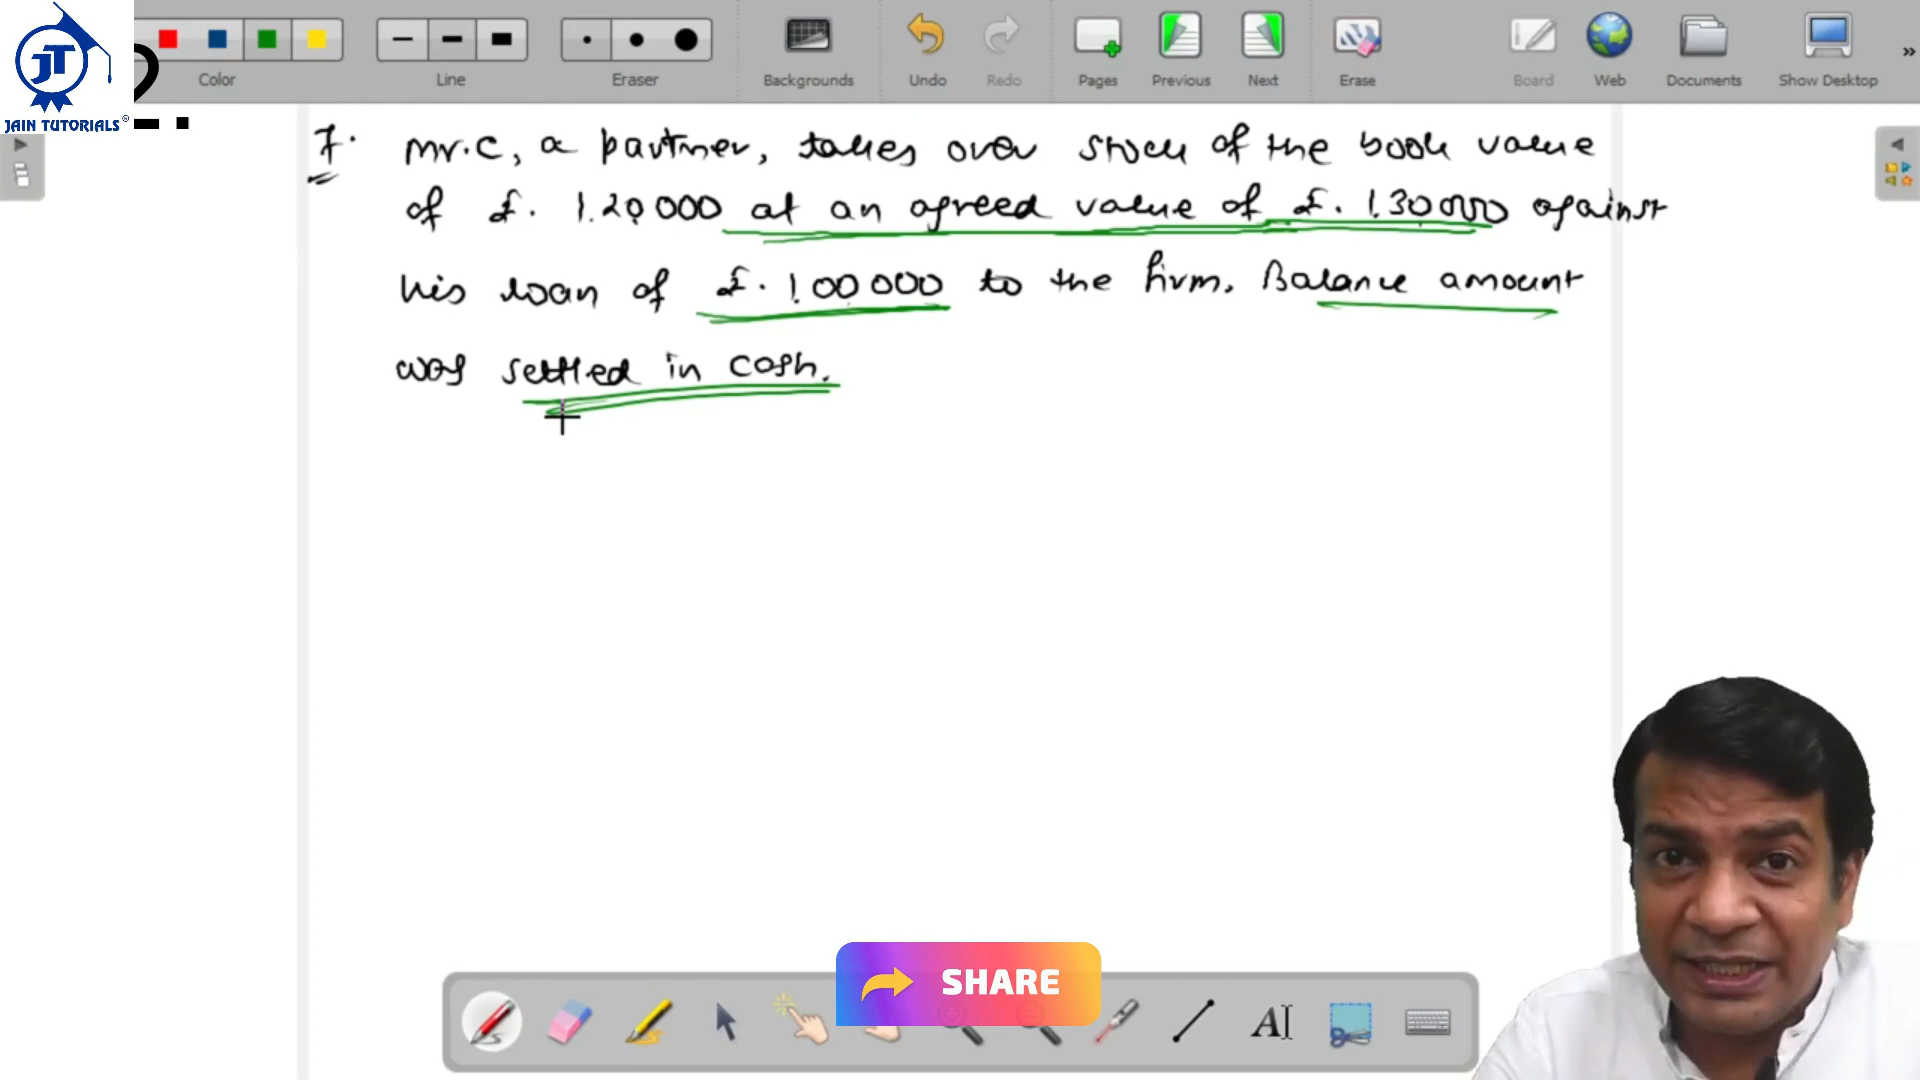 Color
Line
Eraser
Backgrounds
Undo
Redo
Pages
Previous
Next
Erase
Board
Web
Documents
Show Desktop
»
JT
JAIN TUTORIALS®
7. Mr.C, a partner, takes over stock of the book value
of ₤. 1,20,000 at an agreed value of ₤. 1,30,000 against
his loan of ₤. 1,00,000 to the firm. Balance amount
was settled in cash.
SHARE
AI